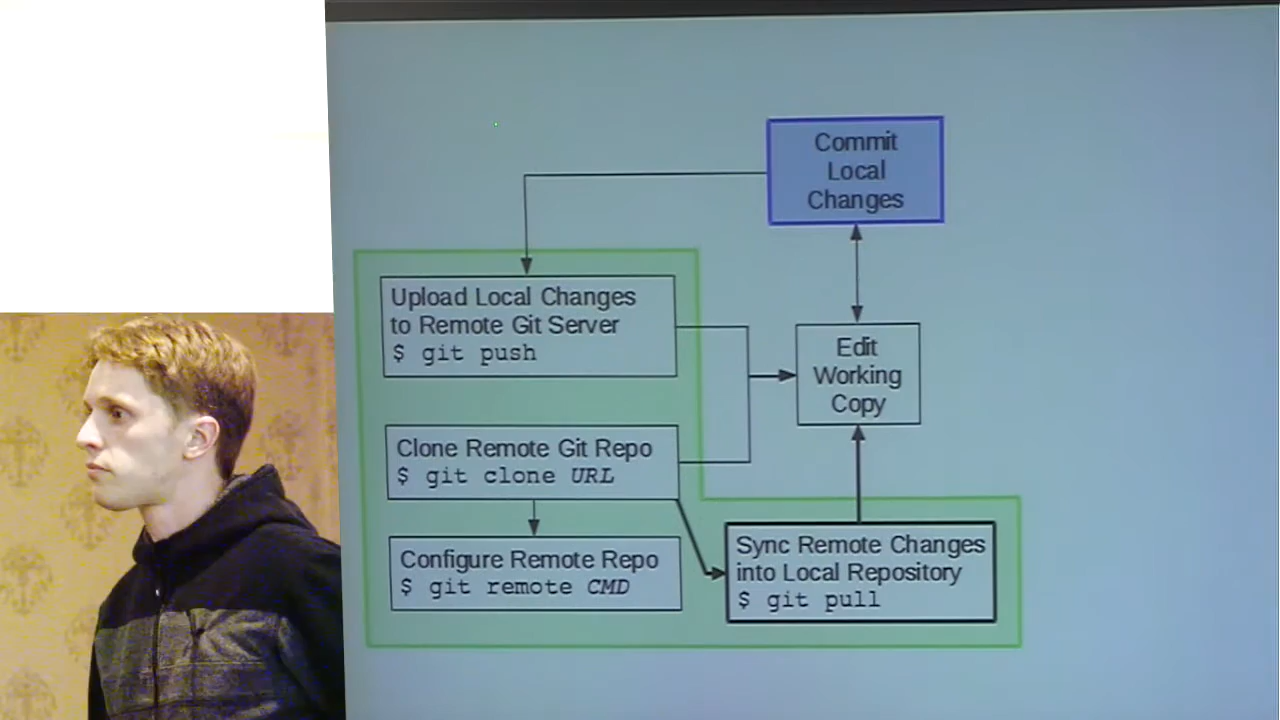 Commit
Local
Changes
Upload Local Changes
to Remote Git Server
$ git push
Edit
Working
Copy
Clone Remote Git Repo
$ git clone URL
Configure Remote Repo
$ git remote CMD
Sync Remote Changes
into Local Repository
$ git pull